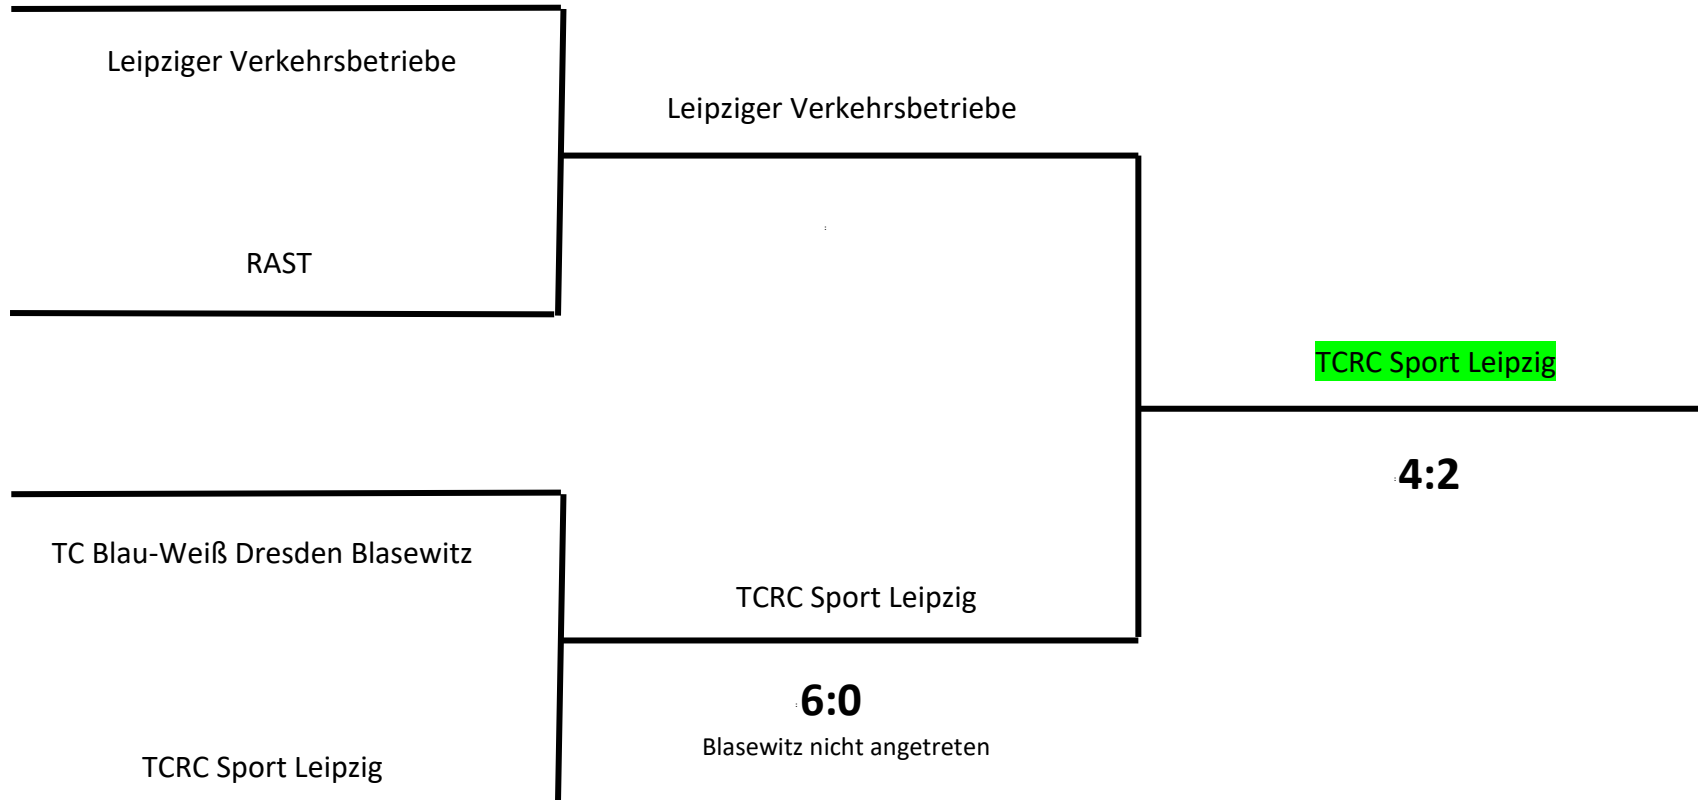 Leipziger Verkehrsbetriebe
Leipziger Verkehrsbetriebe
:
RAST
TCRC Sport Leipzig
:4:2
TC Blau-Weiß Dresden Blasewitz
TCRC Sport Leipzig
:6:0
Blasewitz nicht angetreten
TCRC Sport Leipzig